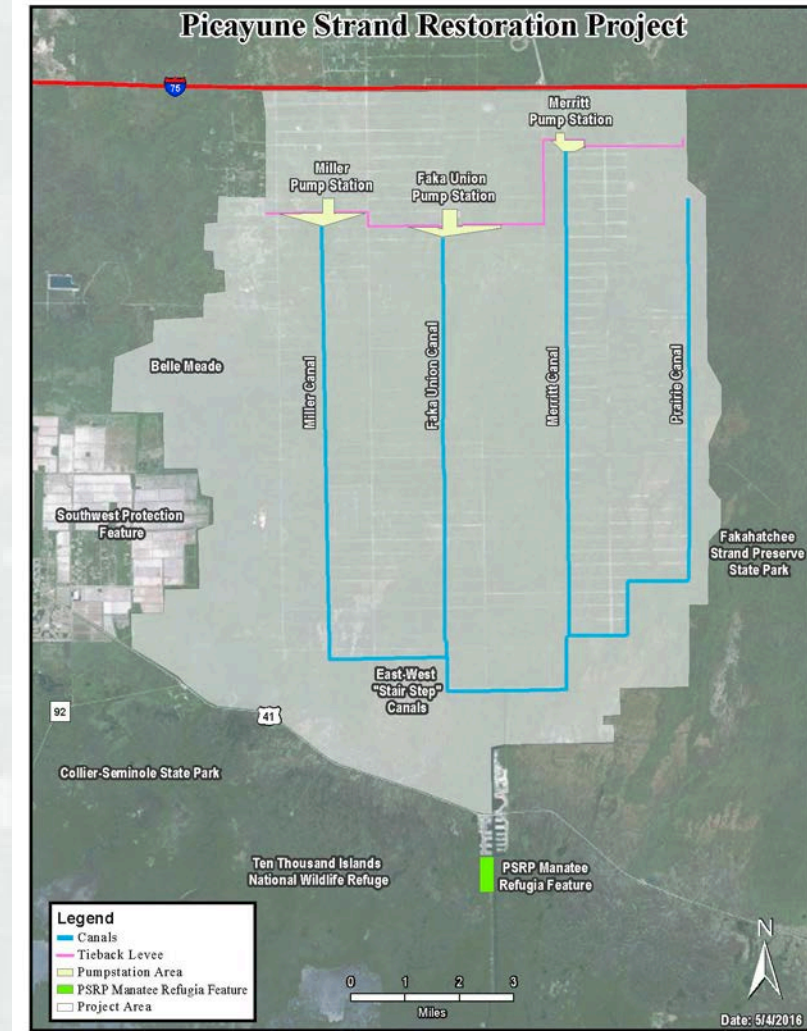 Picayune Strand Restoration Project
75
Merritt
Pump Station
Miller
Pump Station
Faka Union
Pump Station
Belle Meade
Miller Canal
Faka Union Canal
Merritt Canal
Prairie Canal
Southwest Protection
Feature
Fakahatchee
Strand Preserve
State Park
East-West
"Stair Step"
Canals
92
41
Collier-Seminole State Park
Ten Thousand Islands
National Wildlife Refuge
PSRP Manatee
Refugia Feature
Legend
Canals
Tieback Levee
Pumpstation Area
PSRP Manatee Refugia Feature
Project Area
0 1 2 3
Miles
N
Date: 5/4/2016